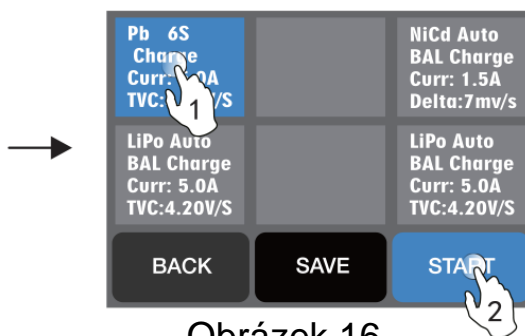 Pb 6S
Charge
Curr: .0A
TVC: V/S
NiCd Auto
BAL Charge
Curr: 1.5A
Delta:7mv/s
LiPo Auto
BAL Charge
Curr: 5.0A
TVC:4.20V/S
LiPo Auto
BAL Charge
Curr: 5.0A
TVC:4.20V/S
BACK
SAVE
START
1
2
Obrázek 16